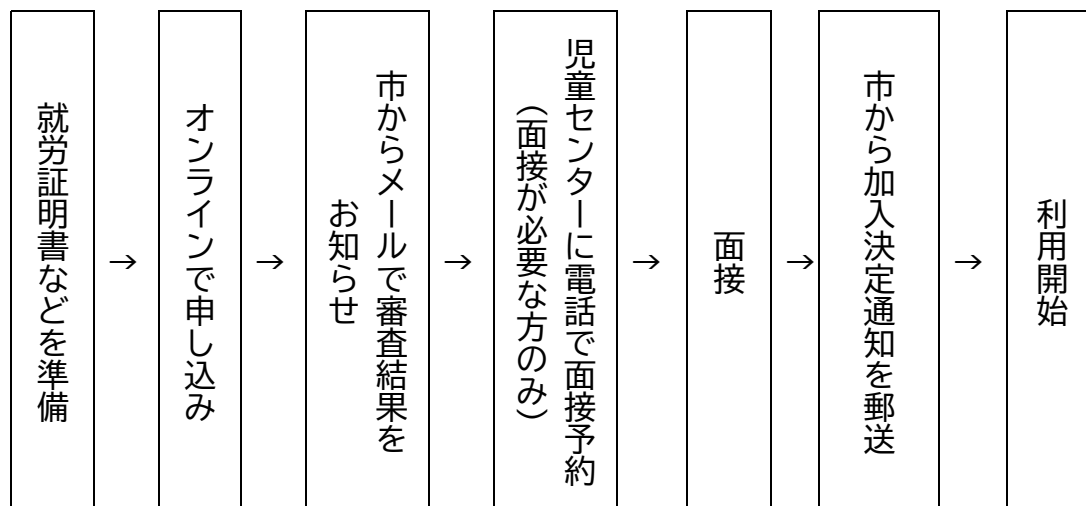 就労証明書などを準備
→
オンラインで申し込み
→
市からメールで審査結果を
お知らせ
→
児童センターに電話で面接予約
（面接が必要な方のみ）
→
面接
→
市から加入決定通知を郵送
→
利用開始